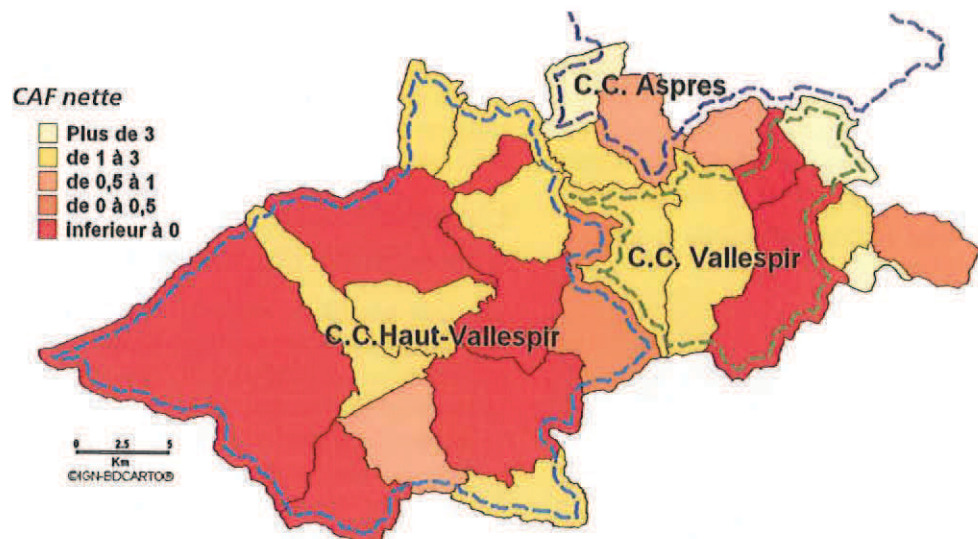 C.C. Aspres
CAF nette
Plus de 3
de 1 à 3
de 0,5 à 1
de 0 à 0,5
inferieur à 0
C.C. Vallespir
C.C.Haut-Vallespir
0 2.5 5
Km
©IGN-BDCARTO®